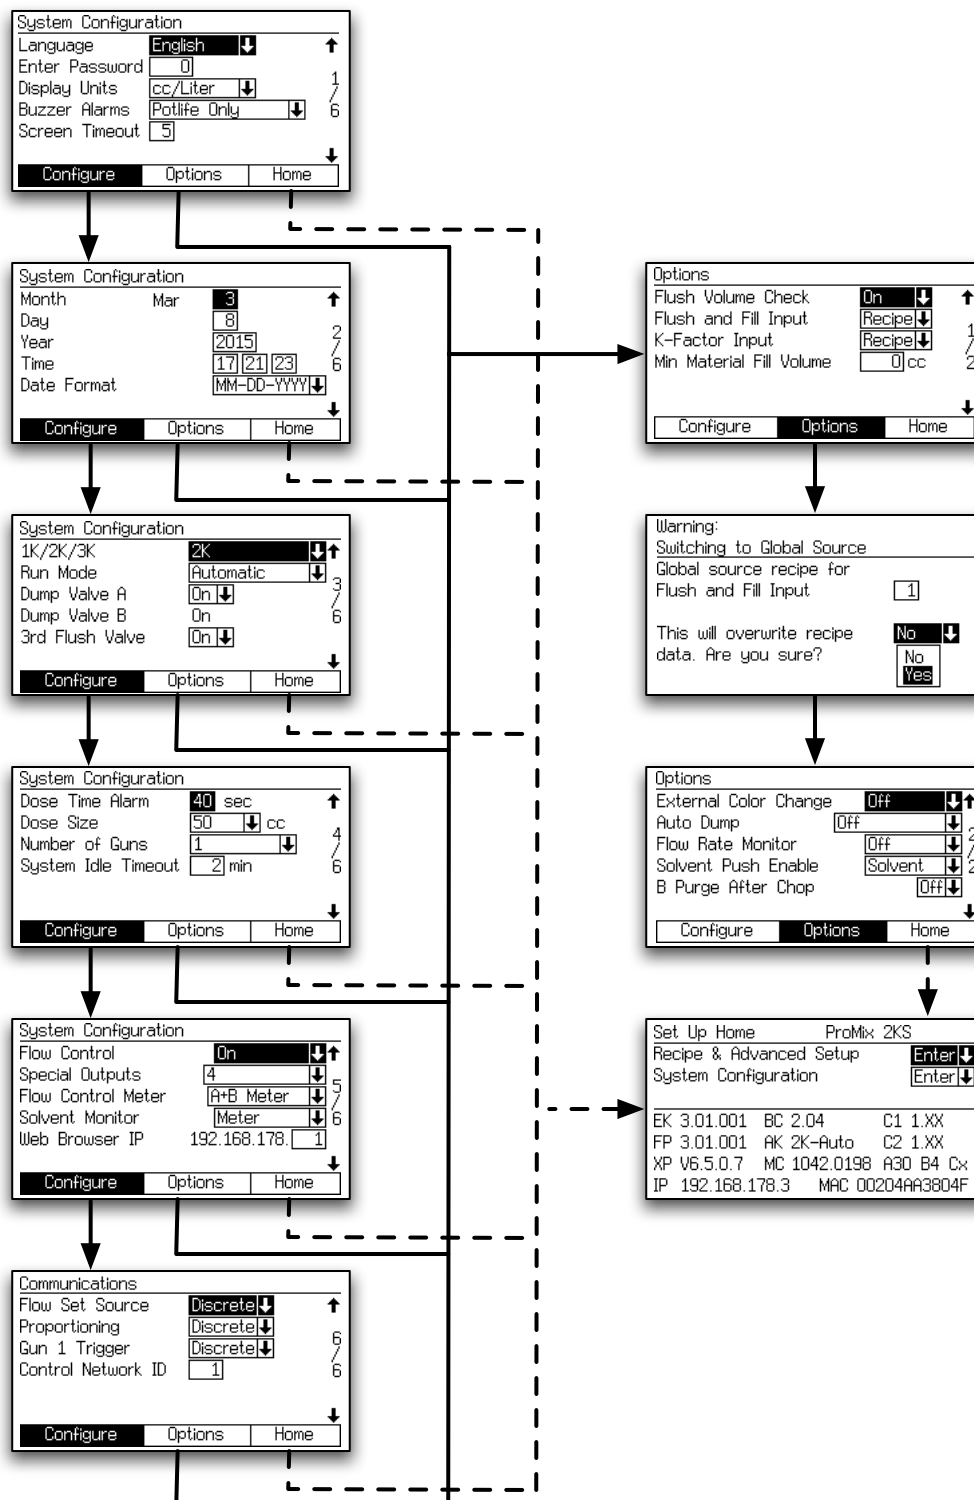 System Configuration
Language English
Enter Password 0
Display Units cc/Liter
Buzzer Alarms Potlife Only
Screen Timeout 5
1/6
Configure Options Home
System Configuration
Month Mar 3
Day 8
Year 2015
Time 17 21 23
Date Format MM-DD-YYYY
2/6
Configure Options Home
System Configuration
1K/2K/3K 2K
Run Mode Automatic
Dump Valve A On
Dump Valve B On
3rd Flush Valve On
3/6
Configure Options Home
System Configuration
Dose Time Alarm 40 sec
Dose Size 50 cc
Number of Guns 1
System Idle Timeout 2 min
4/6
Configure Options Home
System Configuration
Flow Control On
Special Outputs 4
Flow Control Meter A+B Meter
Solvent Monitor Meter
Web Browser IP 192.168.178. 1
5/6
Configure Options Home
Communications
Flow Set Source Discrete
Proportioning Discrete
Gun 1 Trigger Discrete
Control Network ID 1
6/6
Configure Options Home
Options
Flush Volume Check On
Flush and Fill Input Recipe
K-Factor Input Recipe
Min Material Fill Volume 0 cc
1/2
Configure Options Home
Warning:
Switching to Global Source
Global source recipe for
Flush and Fill Input 1
This will overwrite recipe No
data. Are you sure? No
Yes
Options
External Color Change Off
Auto Dump Off
Flow Rate Monitor Off
Solvent Push Enable Solvent
B Purge After Chop Off
2/2
Configure Options Home
Set Up Home ProMix 2KS
Recipe & Advanced Setup Enter
System Configuration Enter
EK 3.01.001 BC 2.04 C1 1.XX
FP 3.01.001 AK 2K-Auto C2 1.XX
XP V6.5.0.7 MC 1042.0198 A30 B4 Cx
IP 192.168.178.3 MAC 00204AA3804F